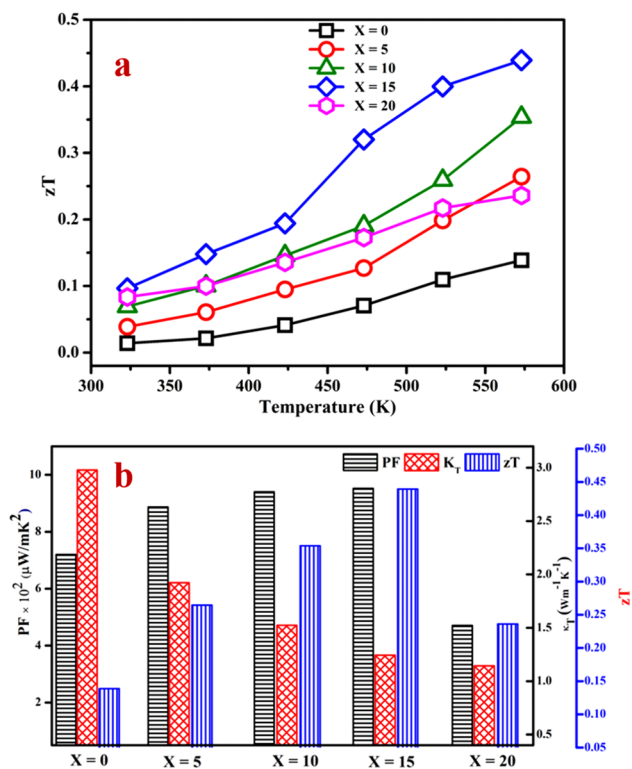 a
X = 0
X = 5
X = 10
X = 15
X = 20
0.5
0.4
0.3
0.2
0.1
0.0
zT
300 350 400 450 500 550 600
Temperature (K)
b
PF K_T zT
10
8
6
4
2
PF × 10² (μW/mK²)
3.0
2.5
2.0
1.5
1.0
0.5
κ_T (Wm⁻¹K⁻¹)
0.50
0.45
0.40
0.35
0.30
0.25
0.20
0.15
0.10
0.05
zT
X = 0 X = 5 X = 10 X = 15 X = 20